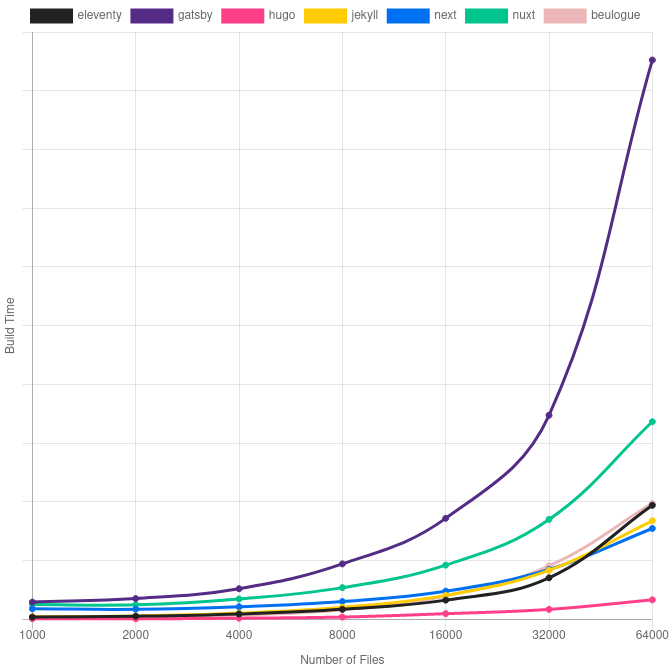 eleventy gatsby hugo jekyll next nuxt beulogue
Build Time
1000 2000 4000 8000 16000 32000 64000
Number of Files